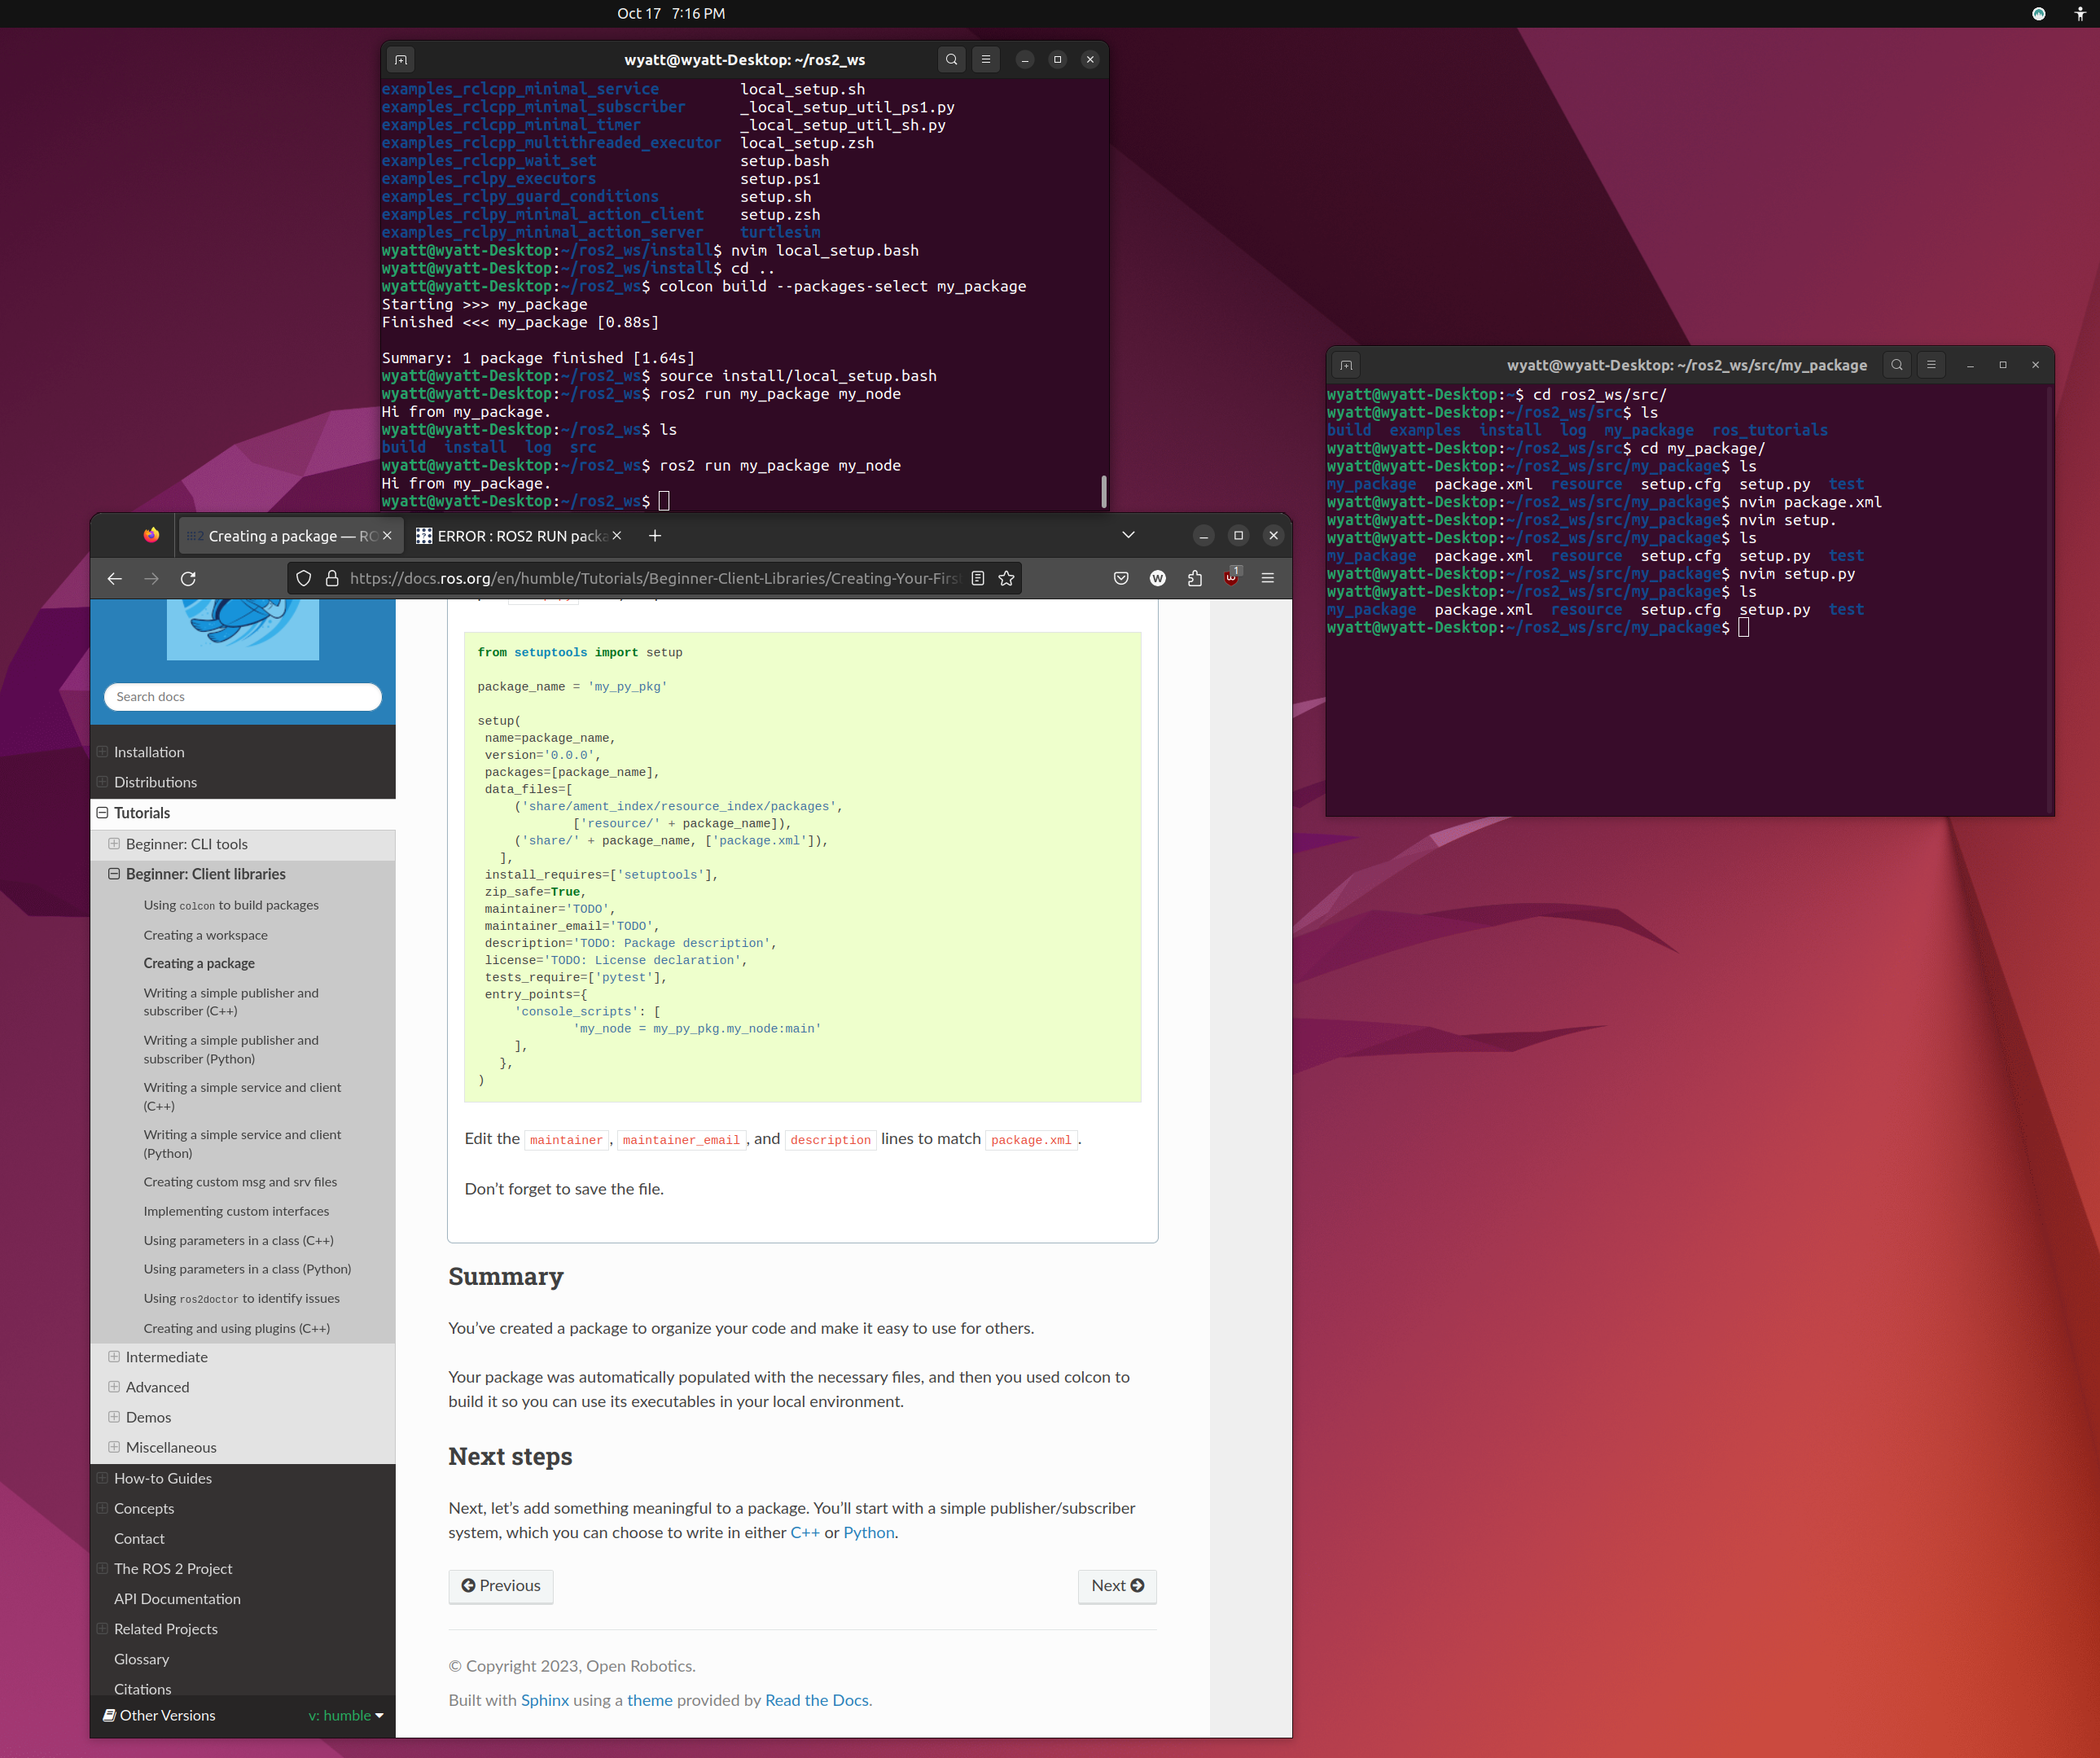 Oct 17 7:16 PM
wyatt@wyatt-Desktop: ~/ros2_ws
examples_rclcpp_minimal_service local_setup.sh
examples_rclcpp_minimal_subscriber _local_setup_util_ps1.py
examples_rclcpp_minimal_timer _local_setup_util_sh.py
examples_rclcpp_multithreaded_executor local_setup.zsh
examples_rclcpp_wait_set setup.bash
examples_rclpy_executors setup.ps1
examples_rclpy_guard_conditions setup.sh
examples_rclpy_minimal_action_client setup.zsh
examples_rclpy_minimal_action_server turtlesim
wyatt@wyatt-Desktop:~/ros2_ws/install$ nvim local_setup.bash
wyatt@wyatt-Desktop:~/ros2_ws/install$ cd ..
wyatt@wyatt-Desktop:~/ros2_ws$ colcon build --packages-select my_package
Starting >>> my_package
Finished <<< my_package [0.88s]
Summary: 1 package finished [1.64s]
wyatt@wyatt-Desktop:~/ros2_ws$ source install/local_setup.bash
wyatt@wyatt-Desktop:~/ros2_ws$ ros2 run my_package my_node
Hi from my_package.
wyatt@wyatt-Desktop:~/ros2_ws$ ls
build install log src
wyatt@wyatt-Desktop:~/ros2_ws$ ros2 run my_package my_node
Hi from my_package.
wyatt@wyatt-Desktop:~/ros2_ws$
wyatt@wyatt-Desktop: ~/ros2_ws/src/my_package
wyatt@wyatt-Desktop:~$ cd ros2_ws/src/
wyatt@wyatt-Desktop:~/ros2_ws/src$ ls
build examples install log my_package ros_tutorials
wyatt@wyatt-Desktop:~/ros2_ws/src$ cd my_package/
wyatt@wyatt-Desktop:~/ros2_ws/src/my_package$ ls
my_package package.xml resource setup.cfg setup.py test
wyatt@wyatt-Desktop:~/ros2_ws/src/my_package$ nvim package.xml
wyatt@wyatt-Desktop:~/ros2_ws/src/my_package$ nvim setup.
wyatt@wyatt-Desktop:~/ros2_ws/src/my_package$ ls
my_package package.xml resource setup.cfg setup.py test
wyatt@wyatt-Desktop:~/ros2_ws/src/my_package$ nvim setup.py
wyatt@wyatt-Desktop:~/ros2_ws/src/my_package$ ls
my_package package.xml resource setup.cfg setup.py test
wyatt@wyatt-Desktop:~/ros2_ws/src/my_package$
Creating a package — RO
ERROR : ROS2 RUN packa
https://docs.ros.org/en/humble/Tutorials/Beginner-Client-Libraries/Creating-Your-Firs
W
1
Search docs
Installation
Distributions
Tutorials
Beginner: CLI tools
Beginner: Client libraries
Using colcon to build packages
Creating a workspace
Creating a package
Writing a simple publisher and
subscriber (C++)
Writing a simple publisher and
subscriber (Python)
Writing a simple service and client
(C++)
Writing a simple service and client
(Python)
Creating custom msg and srv files
Implementing custom interfaces
Using parameters in a class (C++)
Using parameters in a class (Python)
Using ros2doctor to identify issues
Creating and using plugins (C++)
Intermediate
Advanced
Demos
Miscellaneous
How-to Guides
Concepts
Contact
The ROS 2 Project
API Documentation
Related Projects
Glossary
Citations
Other Versions v: humble
from setuptools import setup
package_name = 'my_py_pkg'
setup(
name=package_name,
version='0.0.0',
packages=[package_name],
data_files=[
('share/ament_index/resource_index/packages',
['resource/' + package_name]),
('share/' + package_name, ['package.xml']),
],
install_requires=['setuptools'],
zip_safe=True,
maintainer='TODO',
maintainer_email='TODO',
description='TODO: Package description',
license='TODO: License declaration',
tests_require=['pytest'],
entry_points={
'console_scripts': [
'my_node = my_py_pkg.my_node:main'
],
},
)
Edit the maintainer, maintainer_email, and description lines to match package.xml.
Don’t forget to save the file.
Summary
You’ve created a package to organize your code and make it easy to use for others.
Your package was automatically populated with the necessary files, and then you used colcon to
build it so you can use its executables in your local environment.
Next steps
Next, let’s add something meaningful to a package. You’ll start with a simple publisher/subscriber
system, which you can choose to write in either C++ or Python.
Previous
Next
© Copyright 2023, Open Robotics.
Built with Sphinx using a theme provided by Read the Docs.